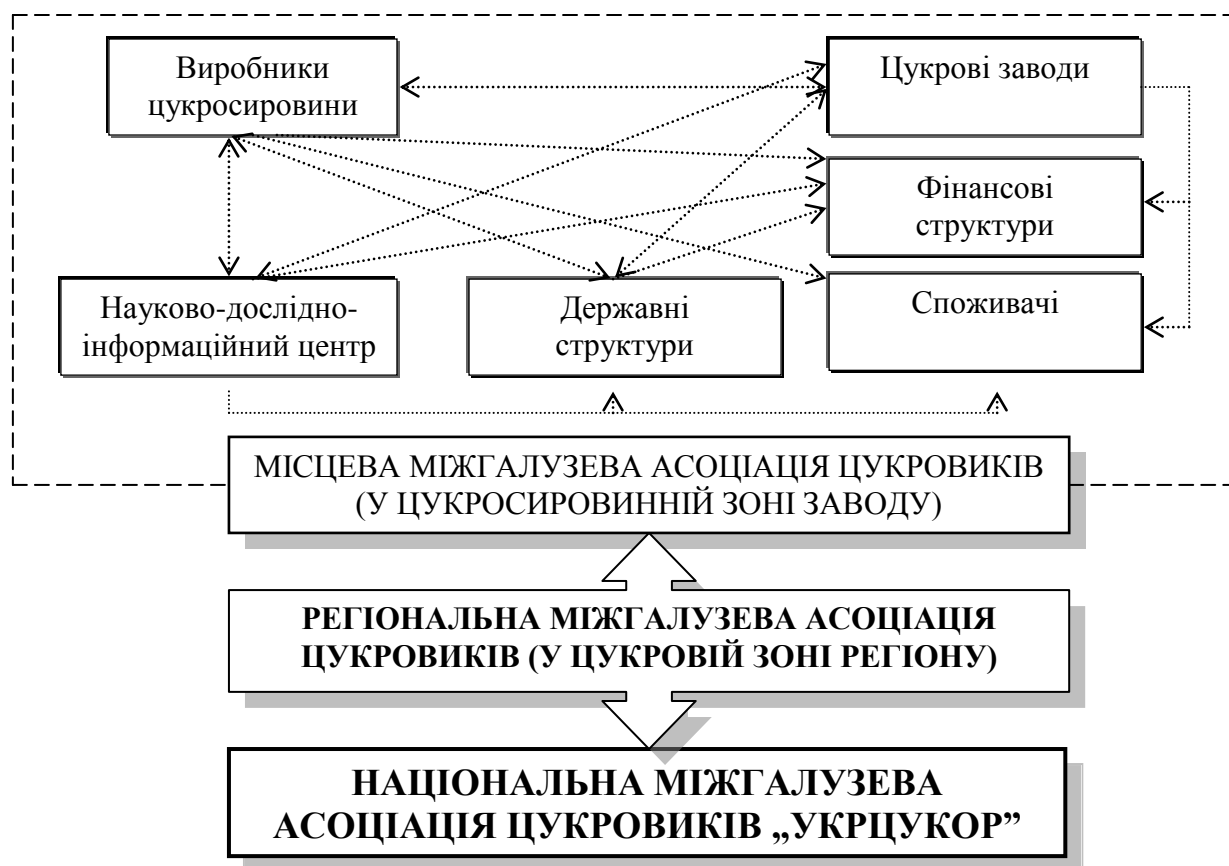 Виробники
цукросировини
Цукрові заводи
Фінансові
структури
Науково-дослідно-
інформаційний центр
Державні
структури
Споживачі
МІСЦЕВА МІЖГАЛУЗЕВА АСОЦІАЦІЯ ЦУКРОВИКІВ
(У ЦУКРОСИРОВИННІЙ ЗОНІ ЗАВОДУ)
РЕГІОНАЛЬНА МІЖГАЛУЗЕВА АСОЦІАЦІЯ
ЦУКРОВИКІВ (У ЦУКРОВІЙ ЗОНІ РЕГІОНУ)
НАЦІОНАЛЬНА МІЖГАЛУЗЕВА
АСОЦІАЦІЯ ЦУКРОВИКІВ „УКРЦУКОР”